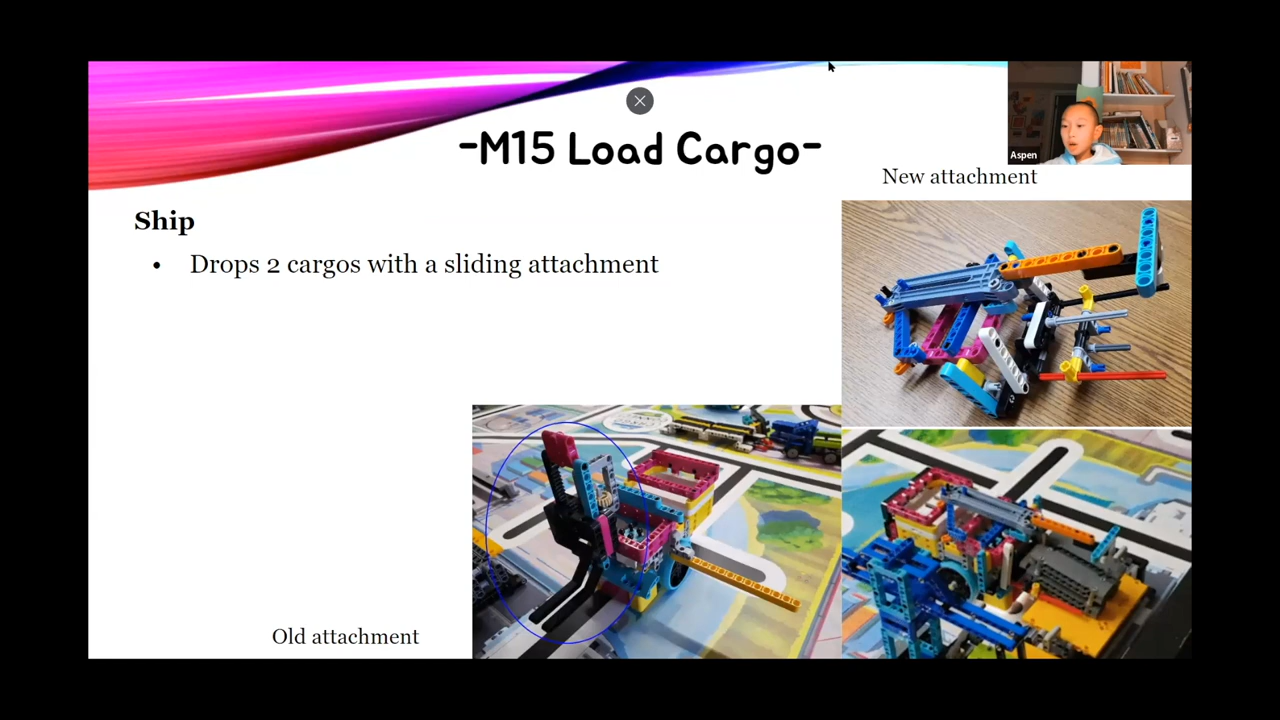 -M15 Load Cargo-
Aspen
New attachment
Ship
• Drops 2 cargos with a sliding attachment
Old attachment